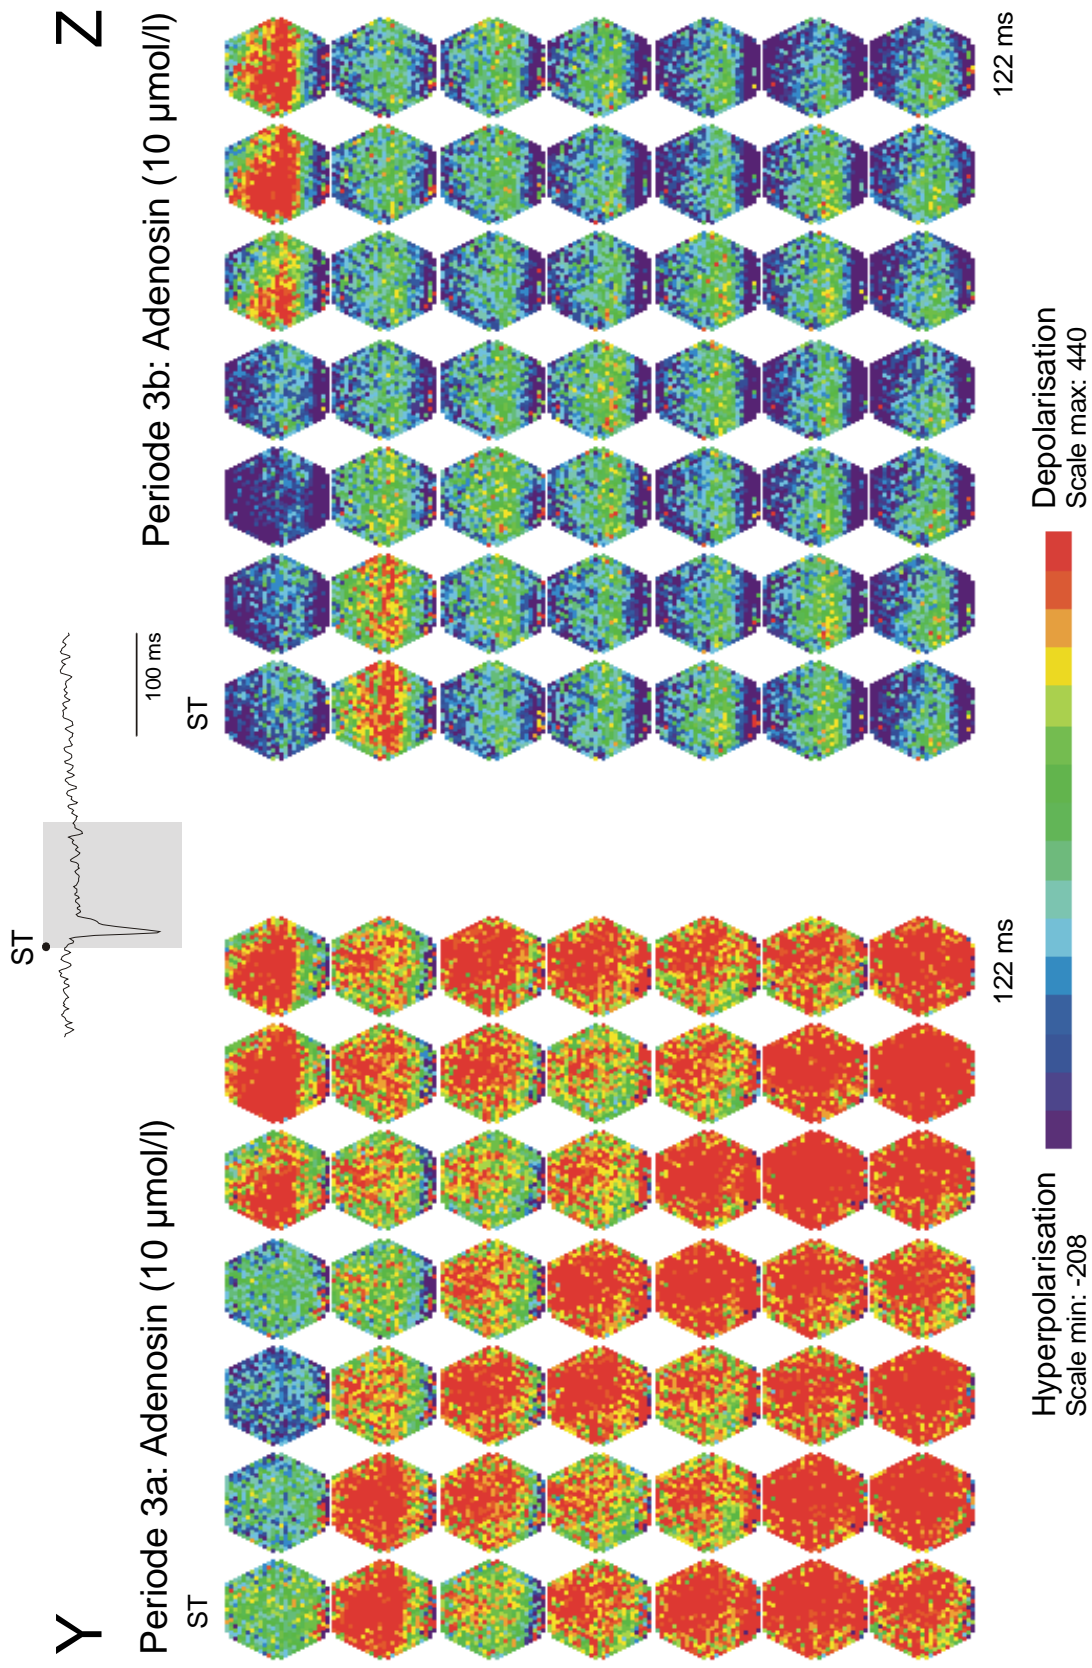 Y
Z
Periode 3a: Adenosin (10 µmol/l)
Periode 3b: Adenosin (10 µmol/l)
ST
100 ms
ST
ST
122 ms
122 ms
Hyperpolarisation
Scale min: -208
Depolarisation
Scale max: 440